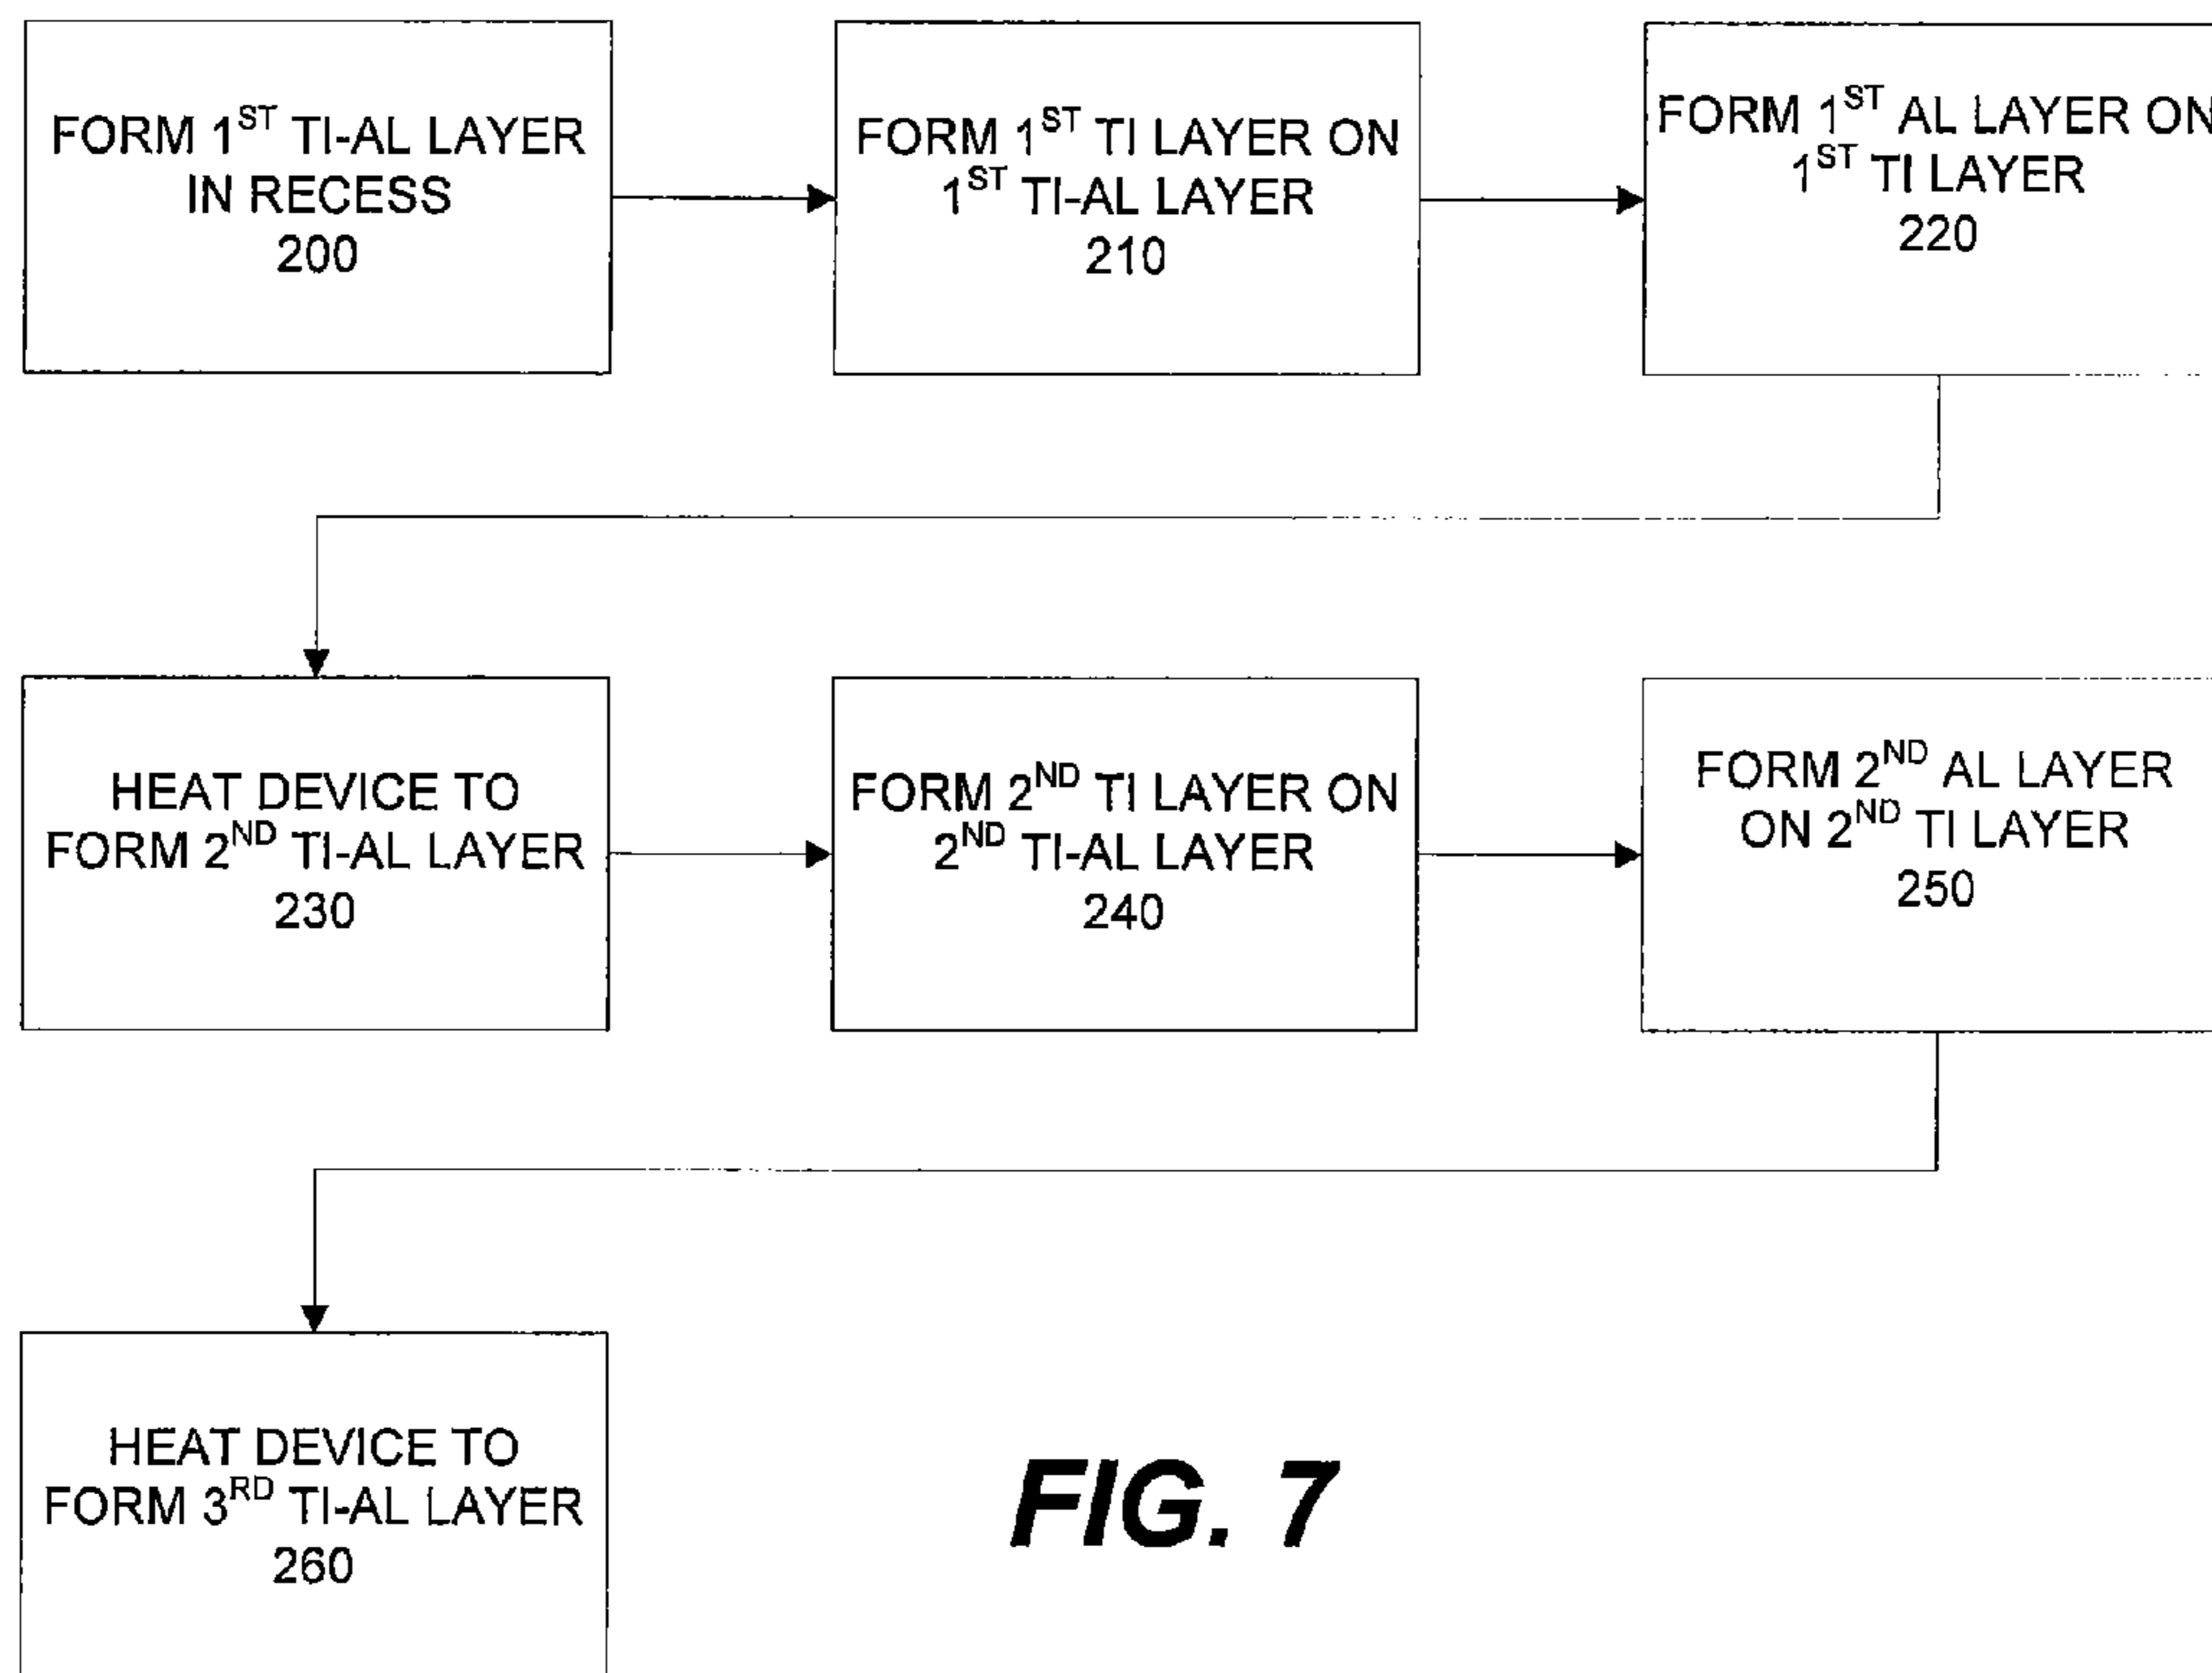 FORM 1ST TI-AL LAYER
IN RECESS
200
FORM 1ST TI LAYER ON
1ST TI-AL LAYER
210
FORM 1ST AL LAYER ON
1ST TI LAYER
220
HEAT DEVICE TO
FORM 2ND TI-AL LAYER
230
FORM 2ND TI LAYER ON
2ND TI-AL LAYER
240
FORM 2ND AL LAYER
ON 2ND TI LAYER
250
HEAT DEVICE TO
FORM 3RD TI-AL LAYER
260
FIG. 7